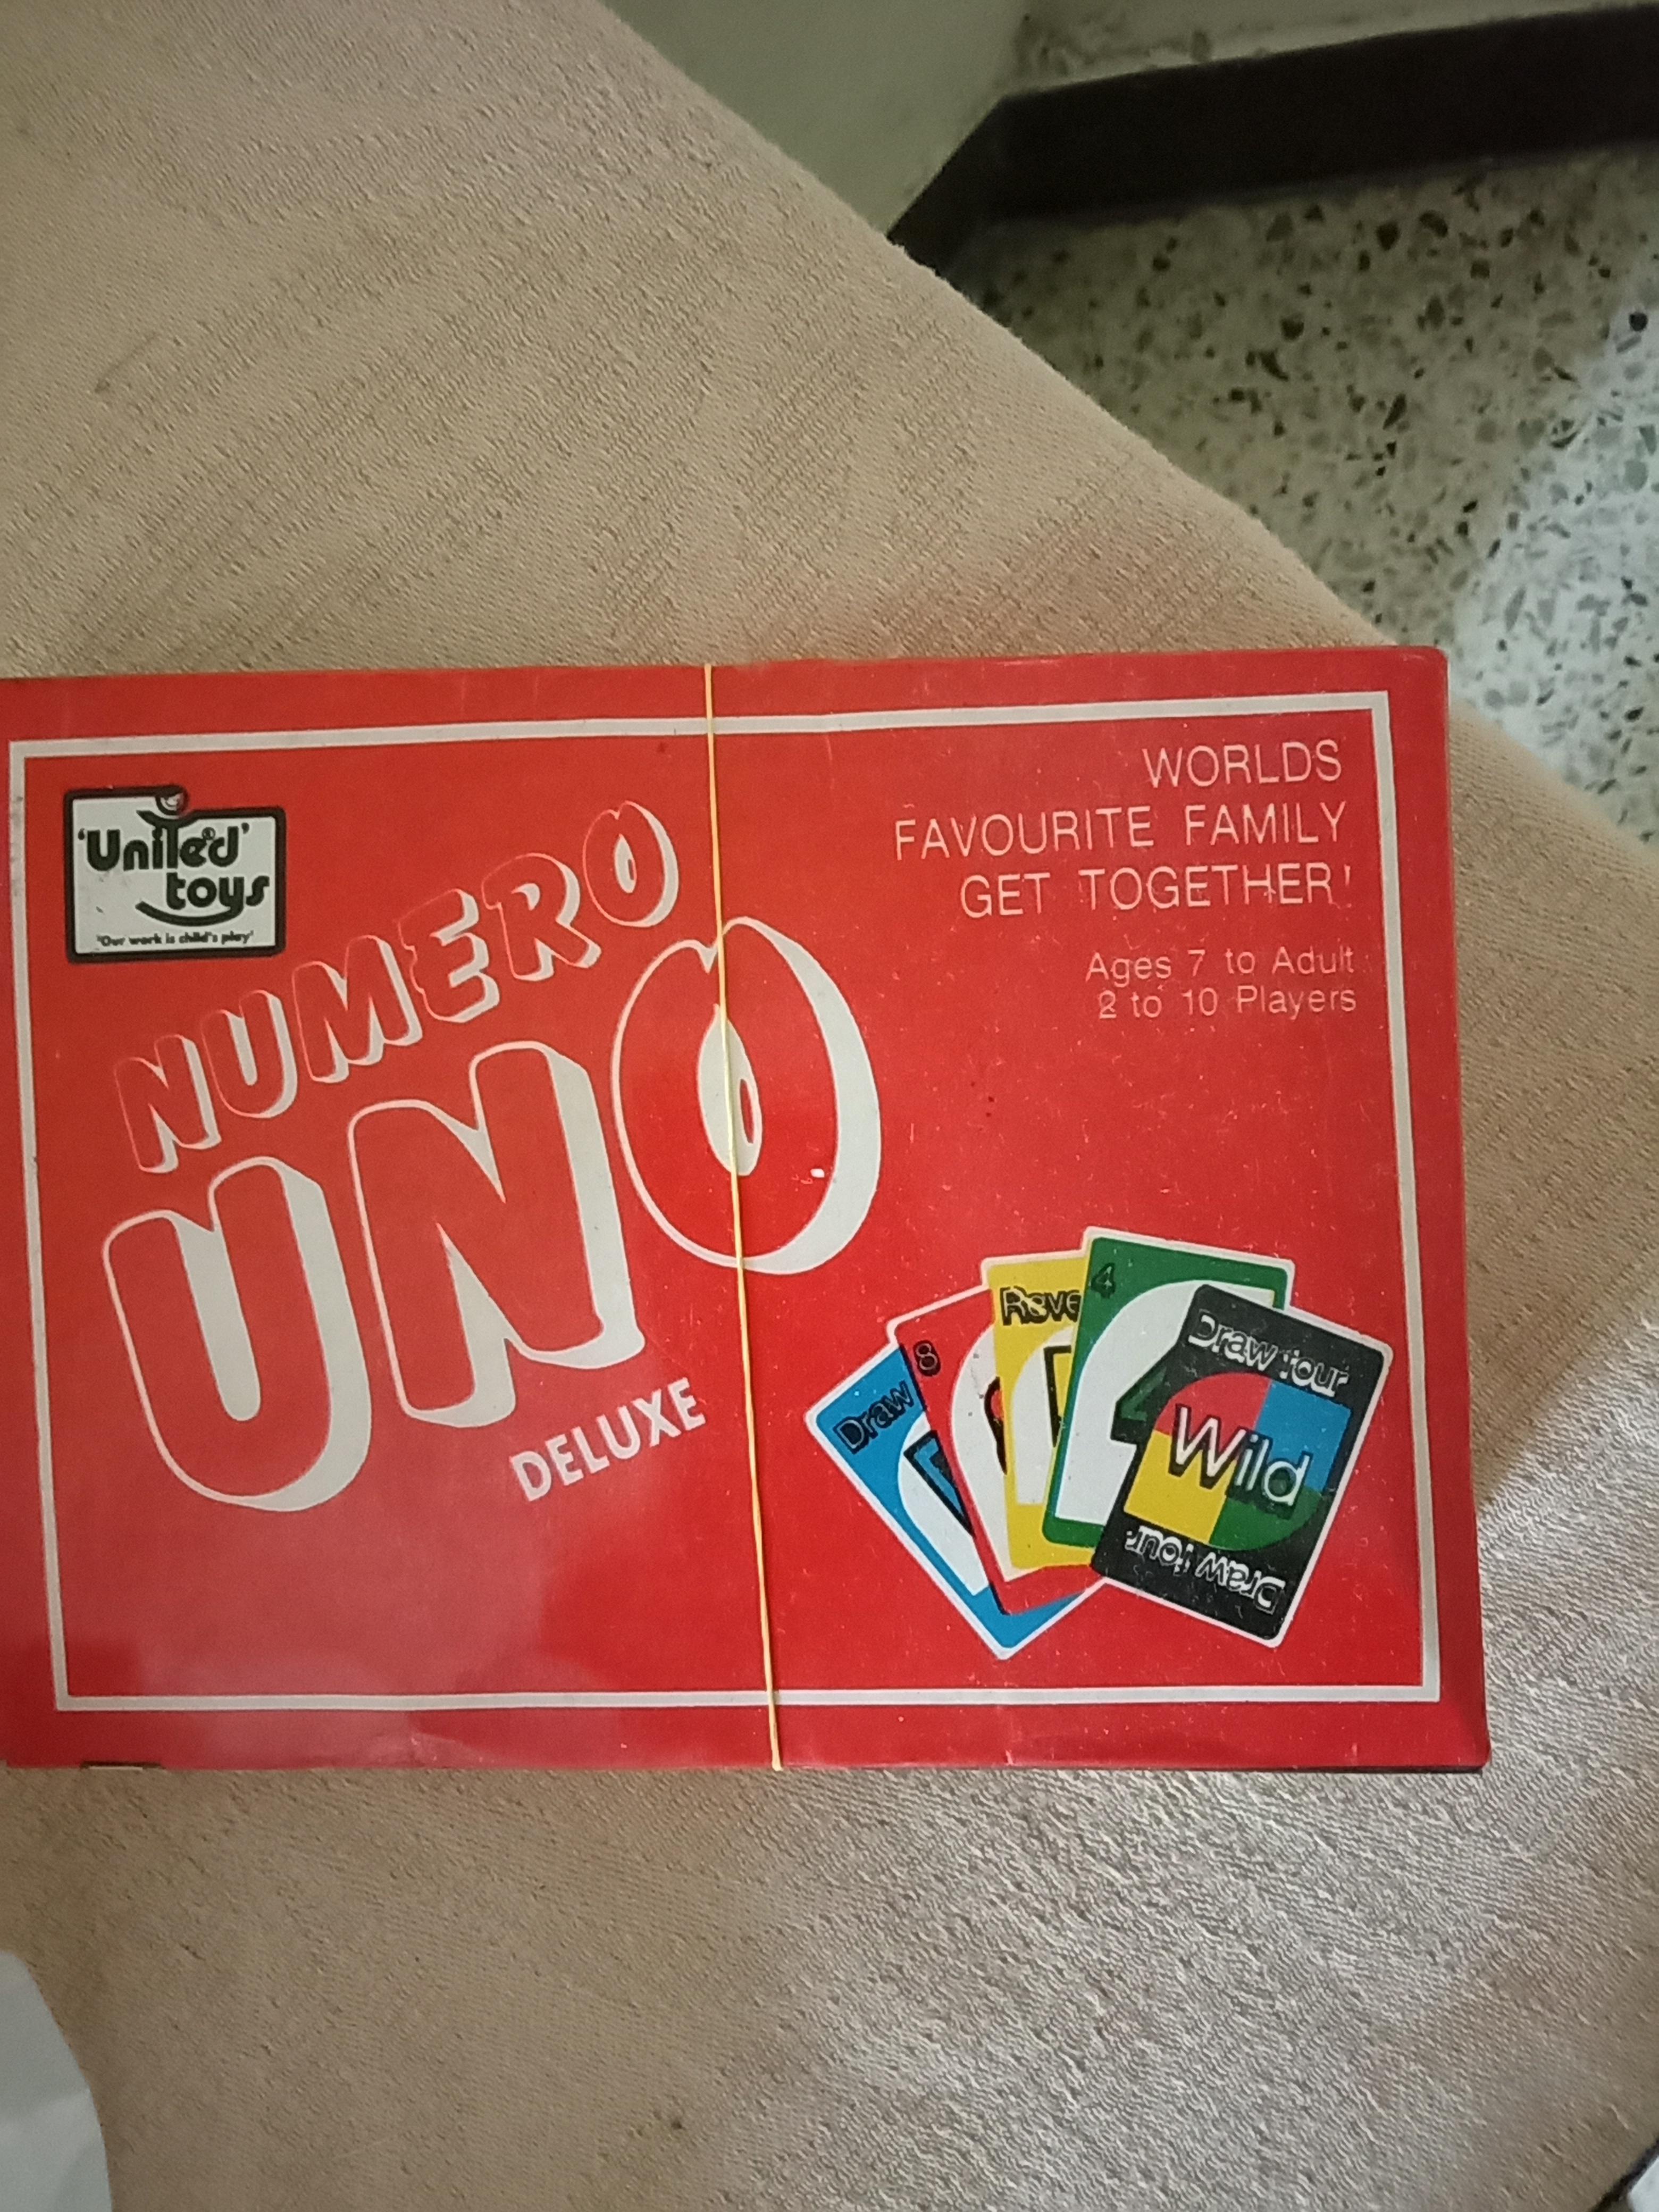 'United'
toys
'Our work is child's play'
NUMERO
UNO
DELUXE
WORLDS
FAVOURITE FAMILY
GET TOGETHER!
Ages 7 to Adult
2 to 10 Players
Draw
8
Reve
4
Draw four
Wild
Draw four